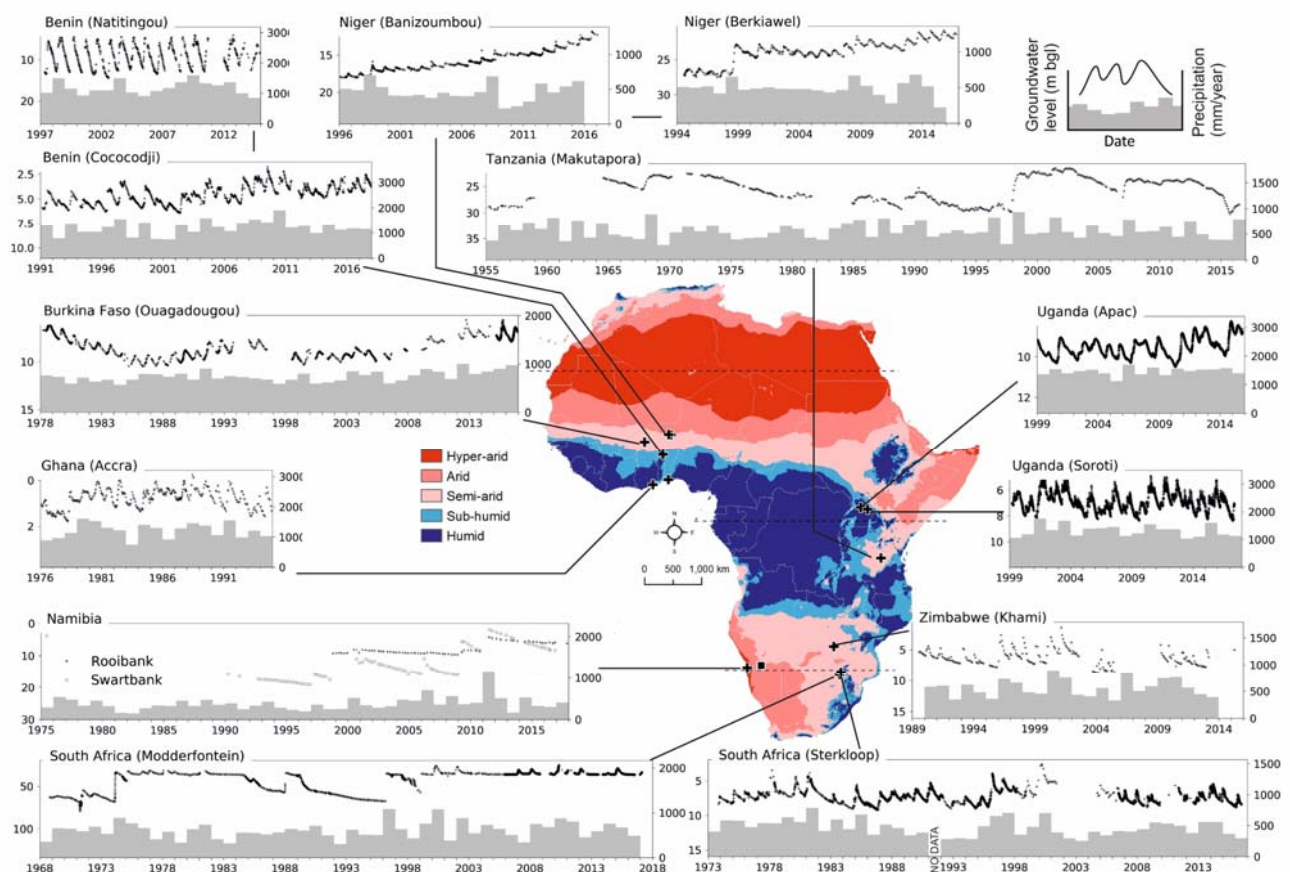 Benin (Natitingou)
10
20
3000
2000
1000
0
1997 2002 2007 2012
Niger (Banizoumbou)
15
20
1000
500
0
1996 2001 2006 2011 2016
Niger (Berkiawel)
25
30
1000
500
0
1994 1999 2004 2009 2014
Groundwater level (m bgl)
Precipitation (mm/year)
Date
Benin (Cococodji)
2.5
5.0
7.5
10.0
3000
2000
1000
0
1991 1996 2001 2006 2011 2016
Tanzania (Makutapora)
25
30
35
1500
1000
500
0
1955 1960 1965 1970 1975 1980 1985 1990 1995 2000 2005 2010 2015
Burkina Faso (Ouagadougou)
10
15
2000
1000
0
1978 1983 1988 1993 1998 2003 2008 2013
Uganda (Apac)
10
12
3000
2000
1000
0
1999 2004 2009 2014
Hyper-arid
Arid
Semi-arid
Sub-humid
Humid
N
W E
S
0 500 1,000 km
Ghana (Accra)
0
2
3000
2000
1000
0
1976 1981 1986 1991
Uganda (Soroti)
6
8
10
12
3000
2000
1000
0
1999 2004 2009 2014
Namibia
0
10
20
30
Rooibank
Swartbank
2000
1000
0
1975 1980 1985 1990 1995 2000 2005 2010 2015
Zimbabwe (Khami)
5
10
15
1500
1000
500
0
1989 1994 1999 2004 2009 2014
South Africa (Modderfontein)
50
100
2000
1000
0
1968 1973 1978 1983 1988 1993 1998 2003 2008 2013 2018
South Africa (Sterkloop)
5
10
15
1500
1000
500
0
NO DATA
1973 1978 1983 1988 1993 1998 2003 2008 2013